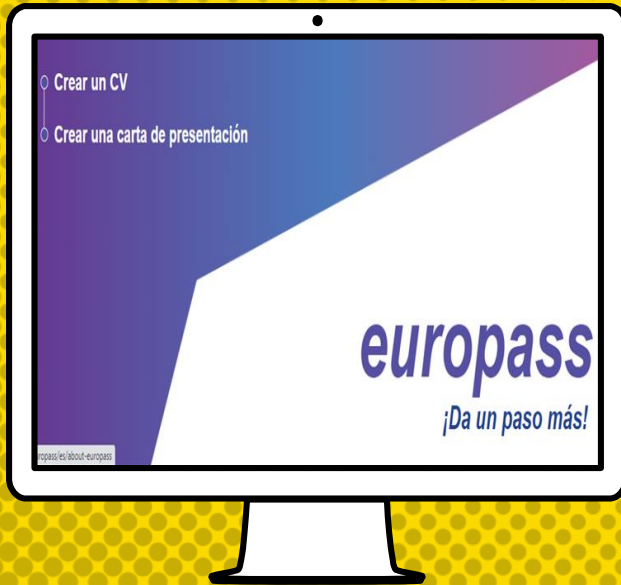 Crear un CV
Crear una carta de presentación
europass
¡Da un paso más!
ropass/es/about-europass